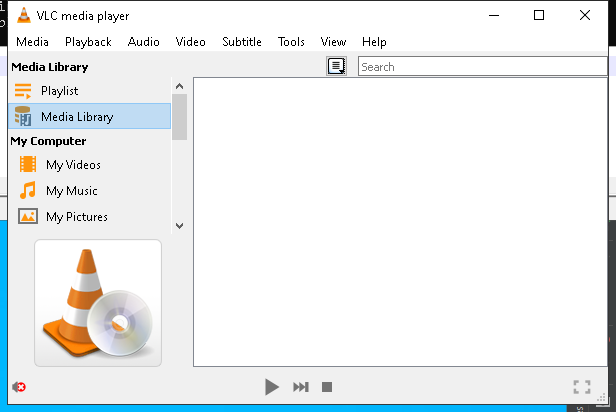 VLC media player
Media Playback Audio Video Subtitle Tools View Help
Media Library
Search
Playlist
Media Library
My Computer
My Videos
My Music
My Pictures